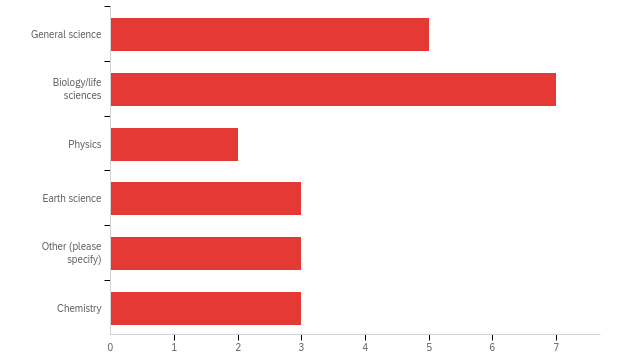 General science
Biology/life
sciences
Physics
Earth science
Other (please
specify)
Chemistry
0 1 2 3 4 5 6 7